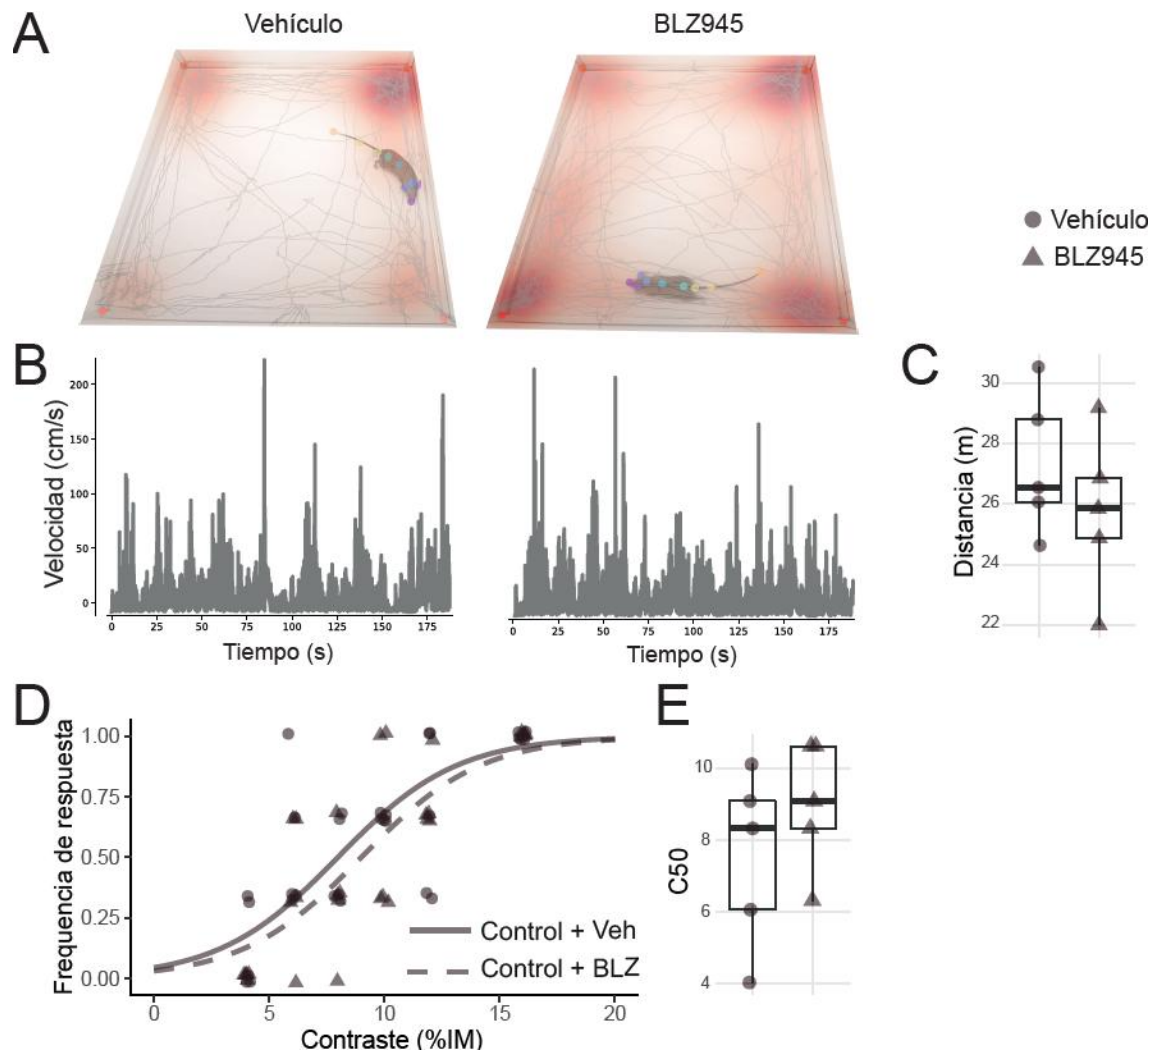 A
Vehículo
BLZ945
Vehículo
BLZ945
B
Velocidad (cm/s)
200
150
100
50
0
0 25 50 75 100 125 150 175
Tiempo (s)
0 25 50 75 100 125 150 175
Tiempo (s)
C
Distancia (m)
30
28
26
24
22
D
Frequencia de respuesta
1.00
0.75
0.50
0.25
0.00
Control + Veh
Control + BLZ
0 5 10 15 20
Contraste (%IM)
E
C50
10
8
6
4